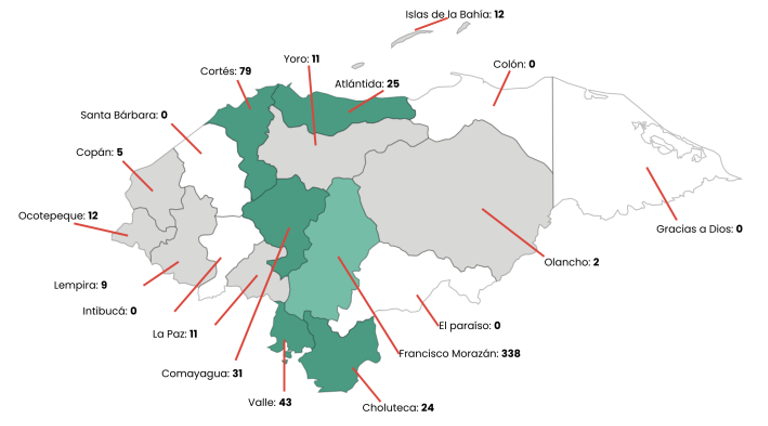 Islas de la Bahía: 12
Yoro: 11
Colón: 0
Cortés: 79
Atlántida: 25
Santa Bárbara: 0
Copán: 5
Ocotepeque: 12
Gracias a Dios: 0
Olancho: 2
Lempira: 9
Intibucá: 0
El paraíso: 0
La Paz: 11
Francisco Morazán: 338
Comayagua: 31
Valle: 43
Choluteca: 24